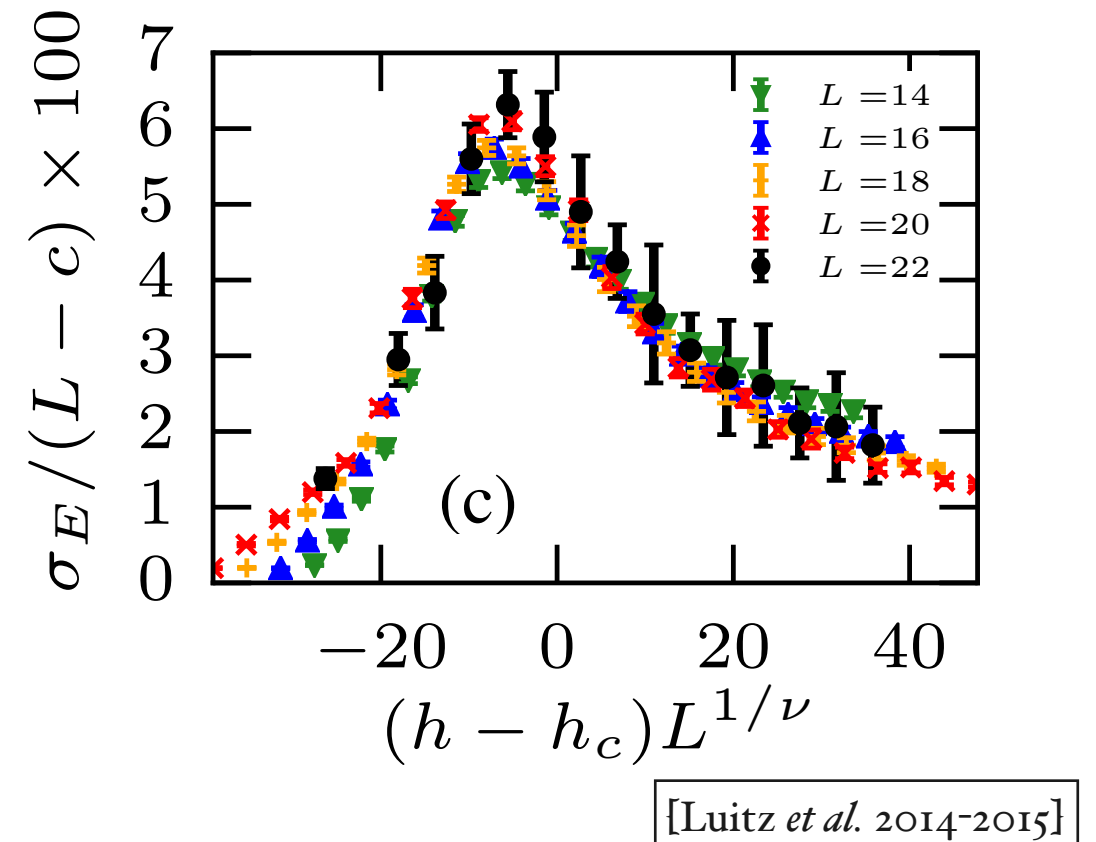 σ_E/(L − c) × 100
7
6
5
4
3
2
1
0
L =14
L =16
L =18
L =20
L =22
(c)
−20 0 20 40
(h − h_c)L^{1/ν}
[Luitz et al. 2014-2015]